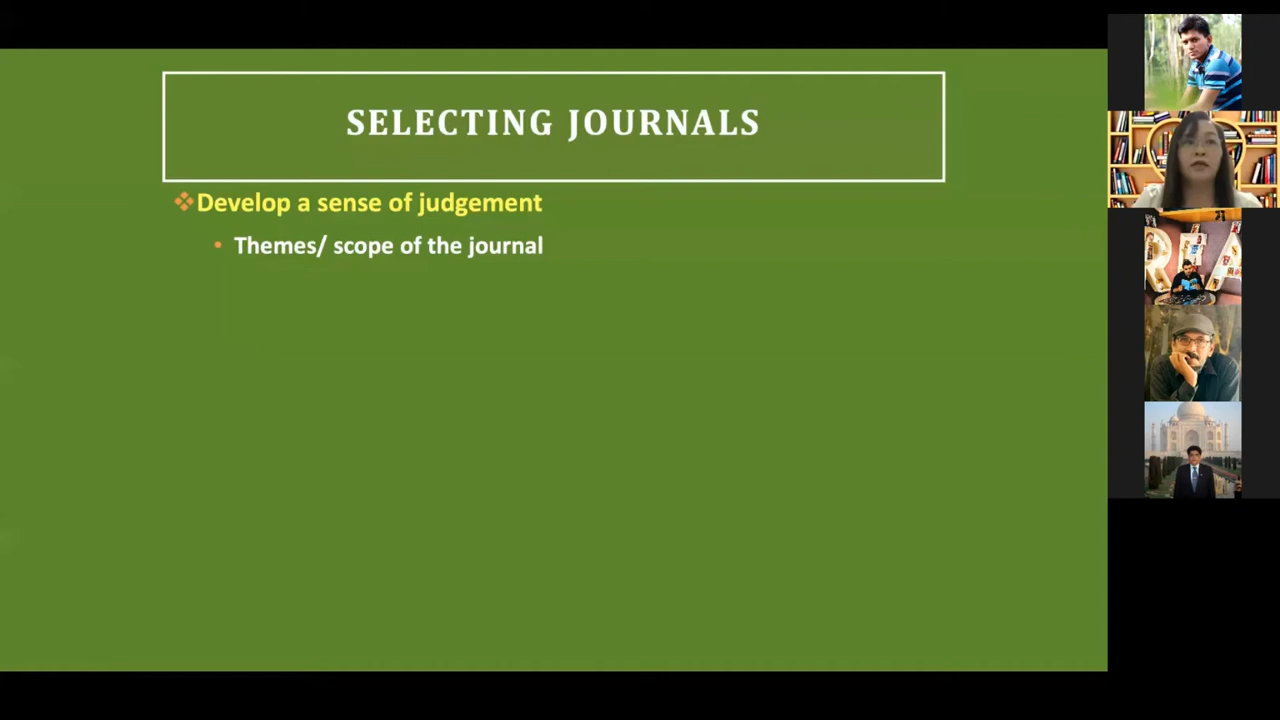 SELECTING JOURNALS
❖Develop a sense of judgement
• Themes/ scope of the journal